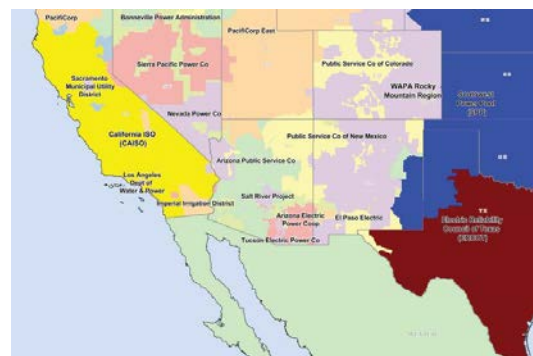 PacifiCorp
Bonneville Power Administration
PacifiCorp East
Sierra Pacific Power Co
Public Service Co of Colorado
Sacramento
Municipal Utility
District
WAPA Rocky
Mountain Region
Southwest
Power Pool
(SPP)
Nevada Power Co
California ISO
(CAISO)
Public Service Co of New Mexico
Arizona Public Service Co
Los Angeles
Dept of
Water & Power
Salt River Project
Imperial Irrigation District
Arizona Electric
Power Coop
El Paso Electric
TX
Electric Reliability
Council of Texas
(ERCOT)
Tucson Electric Power Co